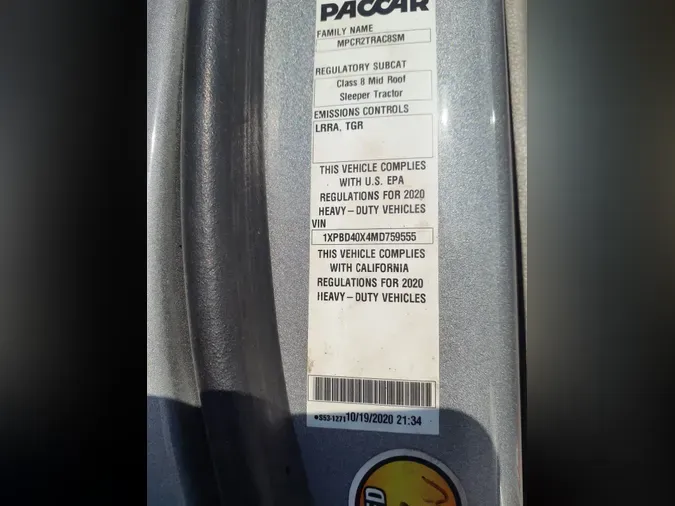 PACCAR
FAMILY NAME
MPCR2TRAC8SM
REGULATORY SUBCAT
Class 8 Mid Roof
Sleeper Tractor
EMISSIONS CONTROLS
LRRA, TGR
THIS VEHICLE COMPLIES
WITH U.S. EPA
REGULATIONS FOR 2020
HEAVY–DUTY VEHICLES
VIN
1XPBD40X4MD759555
THIS VEHICLE COMPLIES
WITH CALIFORNIA
REGULATIONS FOR 2020
HEAVY–DUTY VEHICLES
*S53-1271 10/19/2020 21:34